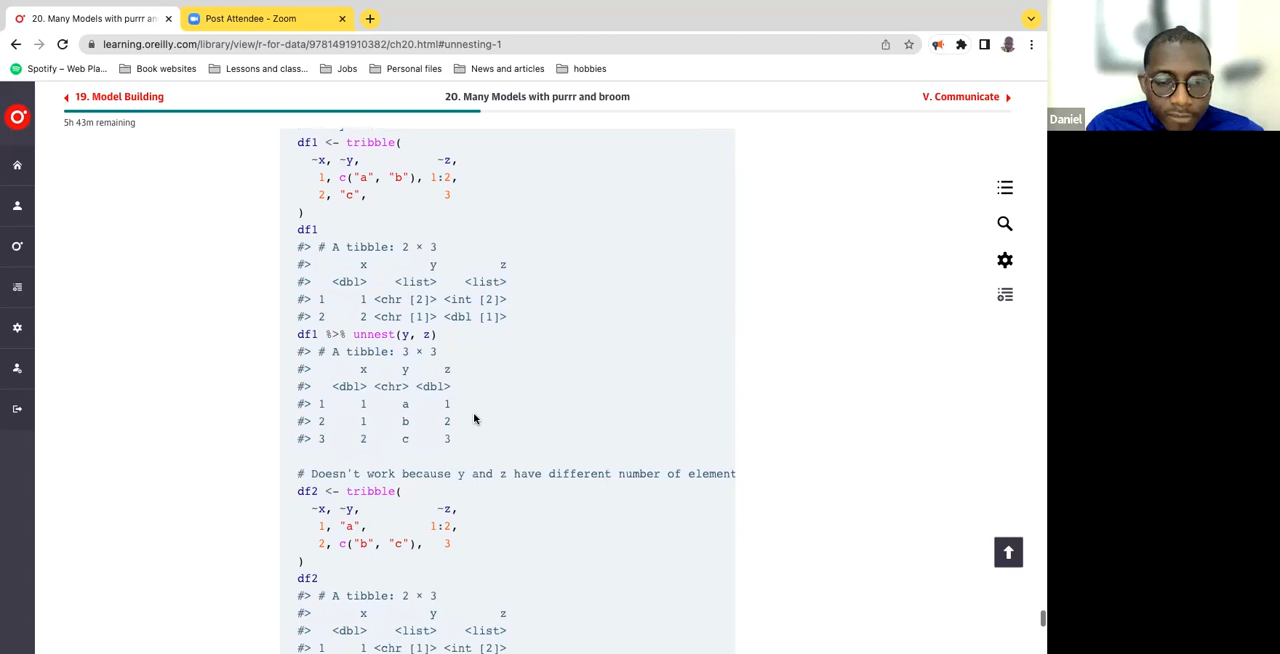 20. Many Models with purrr an
Post Attendee - Zoom
learning.oreilly.com/library/view/r-for-data/9781491910382/ch20.html#unnesting-1
Spotify – Web Pla...
Book websites
Lessons and class...
Jobs
Personal files
News and articles
hobbies
19. Model Building
20. Many Models with purrr and broom
V. Communicate
5h 43m remaining
df1 <- tribble(
~x, ~y, ~z,
1, c("a", "b"), 1:2,
2, "c", 3
)
df1
#> # A tibble: 2 × 3
#> x y z
#> <dbl> <list> <list>
#> 1 1 <chr [2]> <int [2]>
#> 2 2 <chr [1]> <dbl [1]>
df1 %>% unnest(y, z)
#> # A tibble: 3 × 3
#> x y z
#> <dbl> <chr> <dbl>
#> 1 1 a 1
#> 2 1 b 2
#> 3 2 c 3
# Doesn't work because y and z have different number of element
df2 <- tribble(
~x, ~y, ~z,
1, "a", 1:2,
2, c("b", "c"), 3
)
df2
#> # A tibble: 2 × 3
#> x y z
#> <dbl> <list> <list>
#> 1 1 <chr [1]> <int [2]>
Daniel